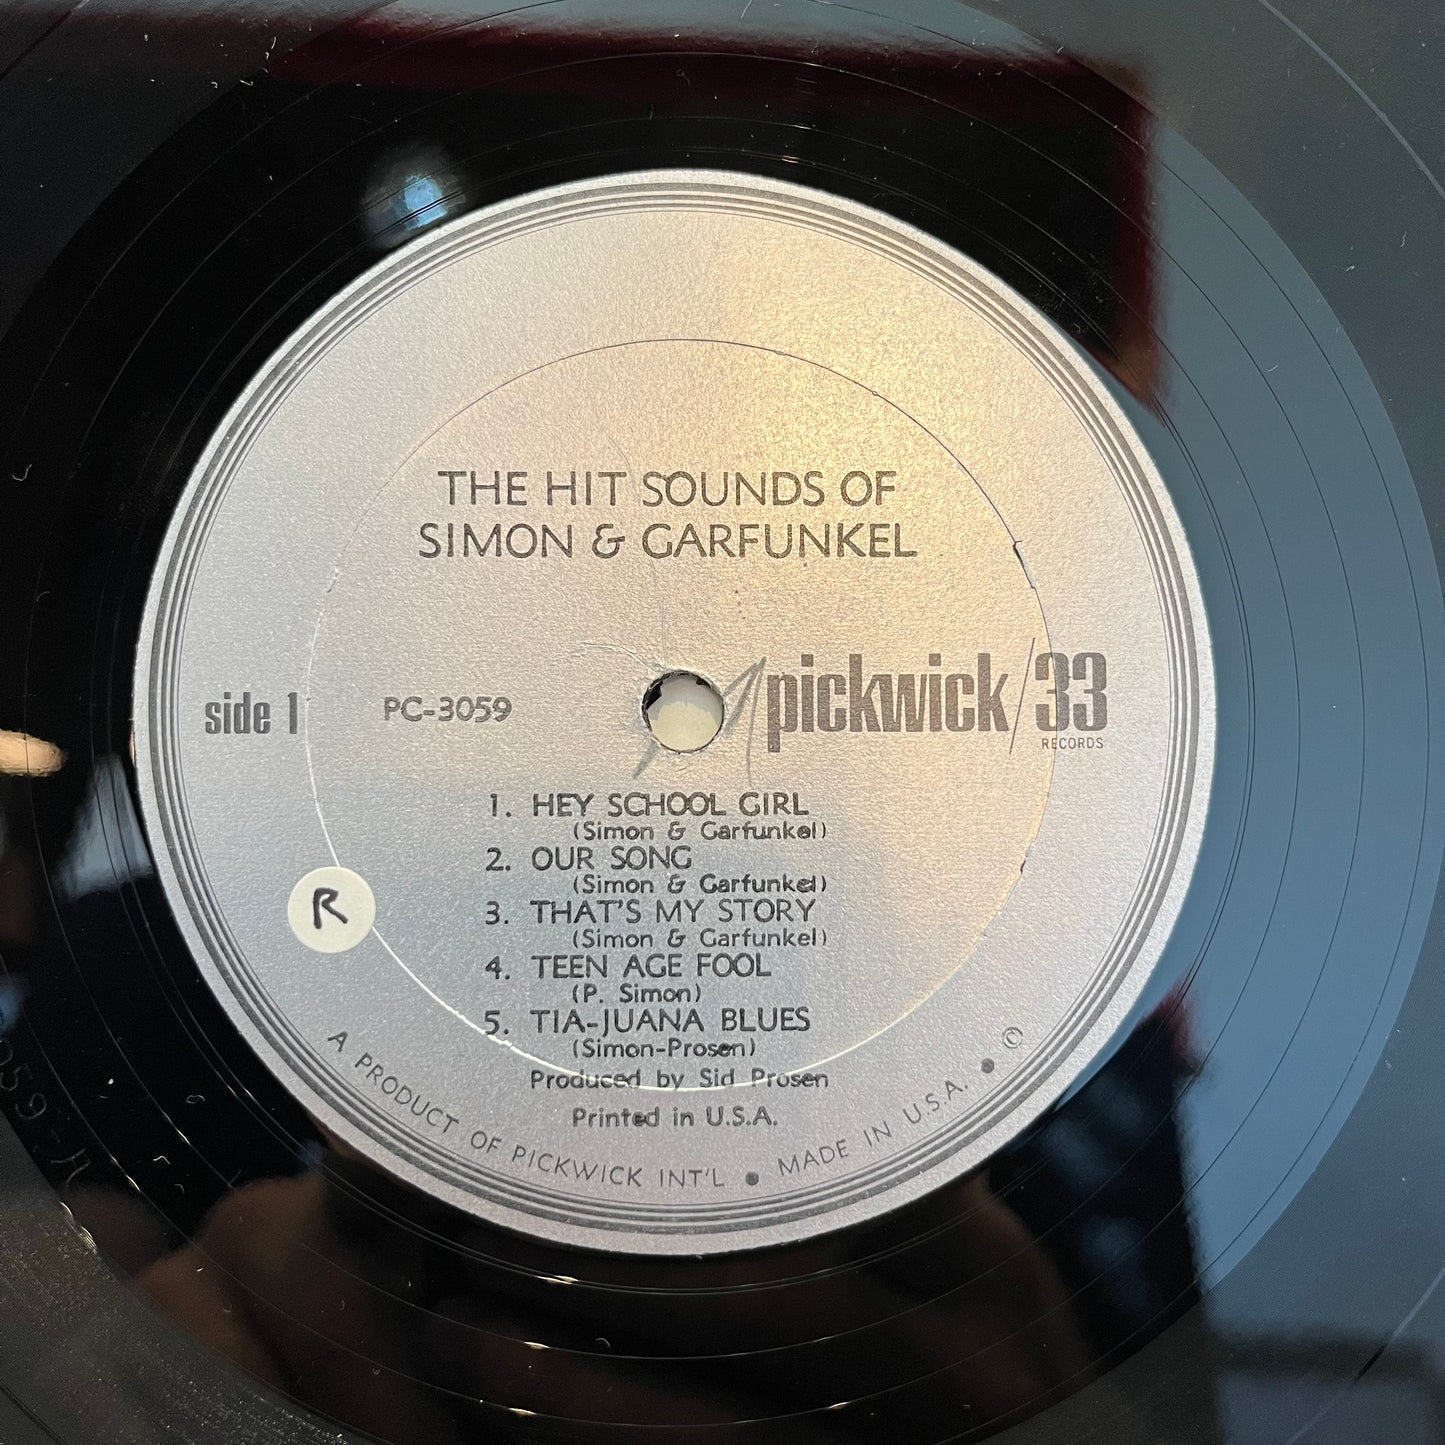 THE HIT SOUNDS OF
SIMON & GARFUNKEL
side 1
PC-3059
pickwick/33
RECORDS
1. HEY SCHOOL GIRL
(Simon & Garfunkel)
2. OUR SONG
(Simon & Garfunkel)
3. THAT'S MY STORY
(Simon & Garfunkel)
4. TEEN AGE FOOL
(P. Simon)
5. TIA-JUANA BLUES
(Simon-Prosen)
Produced by Sid Prosen
Printed in U.S.A.
R
A PRODUCT OF PICKWICK INT'L • MADE IN U.S.A. • ©